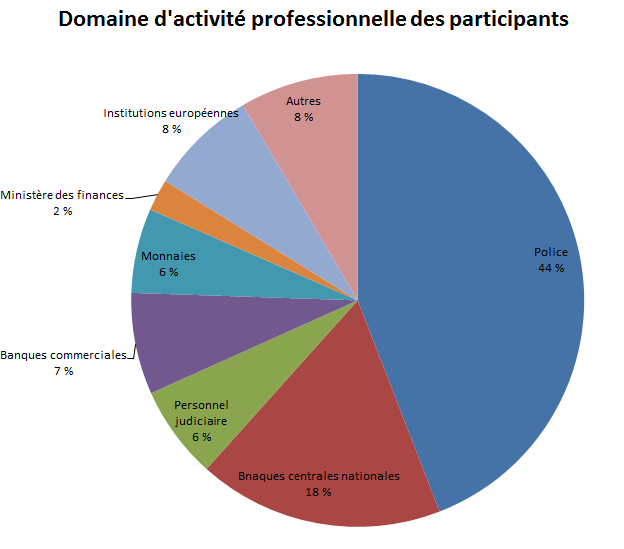 Domaine d'activité professionnelle des participants
Autres
8 %
Institutions européennes
8 %
Ministère des finances
2 %
Police
44 %
Monnaies
6 %
Banques commerciales
7 %
Personnel
judiciaire
6 %
Bnaques centrales nationales
18 %